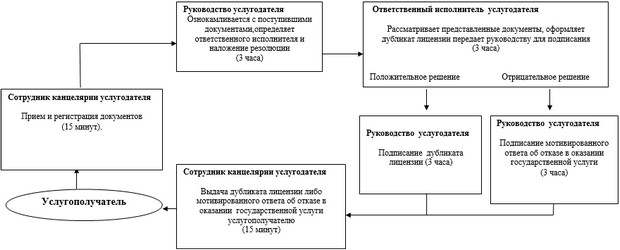 Руководство услугодателя
Ознокамливается с поступившими
документами,определяет
ответственого исполнителя и
наложение резолюции
(3 часа)
Ответственный исполнитель услугодателя
Рассматривает представленные документы, оформляет
дубликат лицензии передает руководству для подписания
(3 часа)
Положительное решение
Отрицательное решение
Сотрудник канцелярии услугодателя
Прием и регистрация документов
(15 минут).
Руководство услугодателя
Подписание дубликата
лицензии (3 часа)
Руководство услугодателя
Подписание мотивированного
ответа об отказе в оказании
государственной услуги
(3 часа)
Сотрудник канцелярии услугодателя
Выдача дубликата лицензии либо
мотивированного ответа об отказе в
оказании государственной услуги
услугополучателю
(15 минут)
Услугополучатель